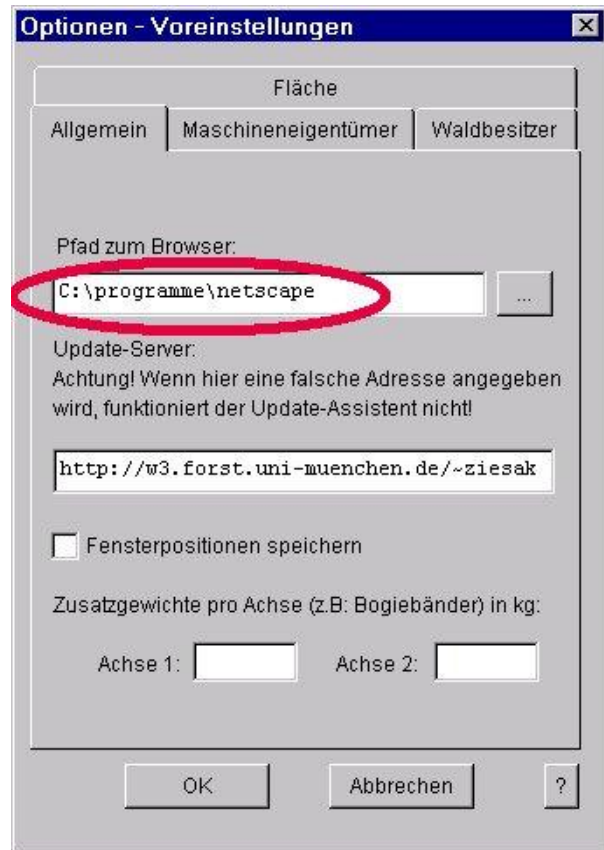 Optionen - Voreinstellungen
Fläche
Allgemein Maschineneigentümer Waldbesitzer
Pfad zum Browser:
C:\programme\netscape ...
Update-Server:
Achtung! Wenn hier eine falsche Adresse angegeben
wird, funktioniert der Update-Assistent nicht!
http://w3.forst.uni-muenchen.de/~ziesak
Fensterpositionen speichern
Zusatzgewichte pro Achse (z.B: Bogiebänder) in kg:
Achse 1: Achse 2:
OK Abbrechen ?